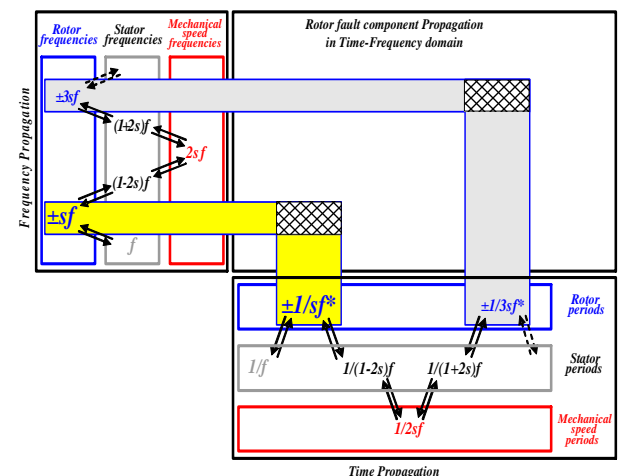 Rotor
frequencies
Stator
frequencies
Mechanical
speed
frequencies
Rotor fault component Propagation
in Time-Frequency domain
Frequency Propagation
±3sf
(1+2s)f
2sf
(1-2s)f
±sf
f
±1/sf*
±1/3sf*
Rotor
periods
1/f
1/(1-2s)f
1/(1+2s)f
Stator
periods
1/2sf
Mechanical
speed
periods
Time Propagation